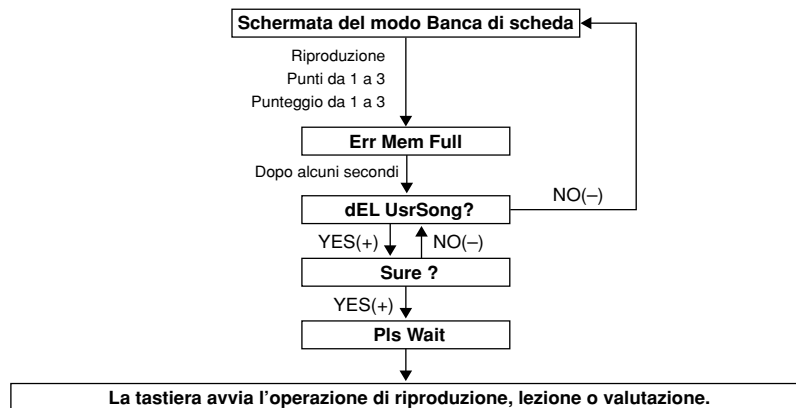 Schermata del modo Banca di scheda
Riproduzione
Punti da 1 a 3
Punteggio da 1 a 3
Err Mem Full
Dopo alcuni secondi
NO(–)
dEL UsrSong?
YES(+)
NO(–)
Sure ?
YES(+)
Pls Wait
La tastiera avvia l’operazione di riproduzione, lezione o valutazione.